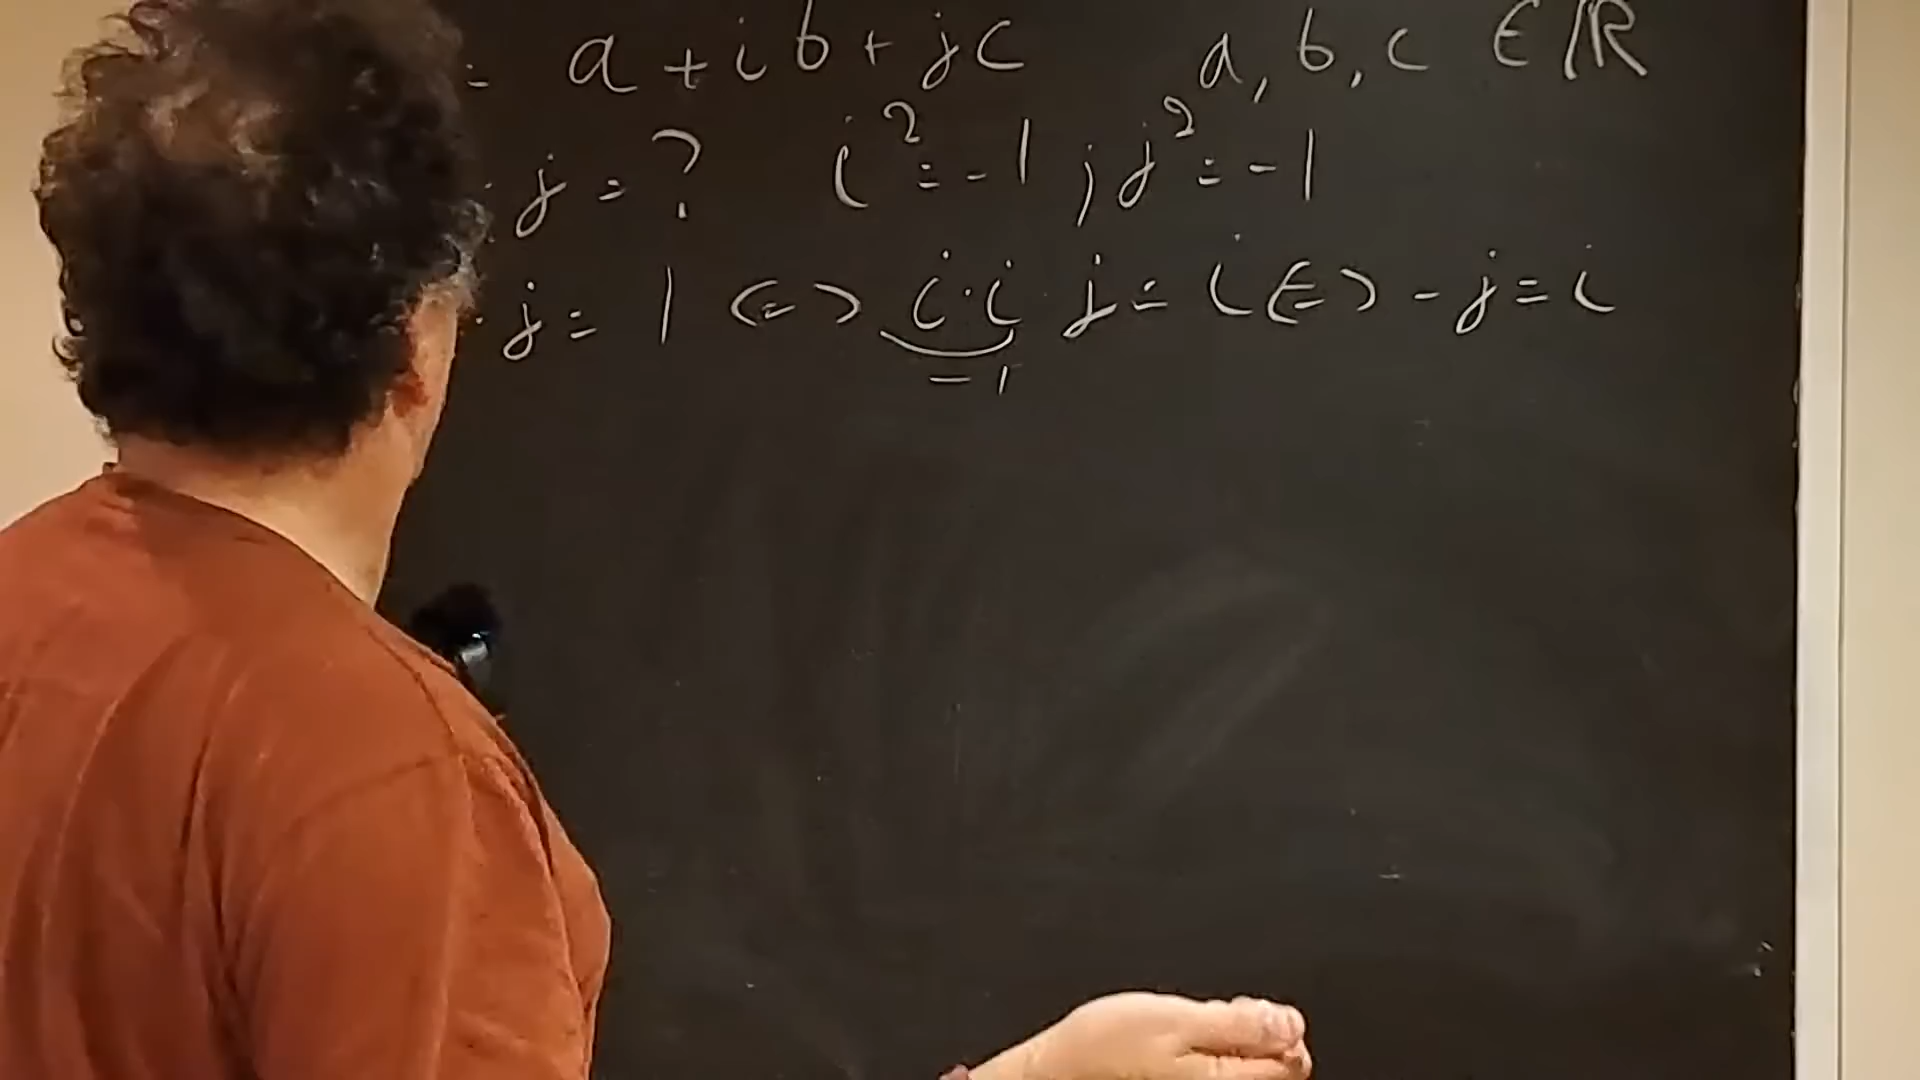 = a + ib + jc a, b, c ∈ ℝ
· j = ? i² = -1 ; j² = -1
· j = 1 <=> i · i · j = i <=> - j = i
-1